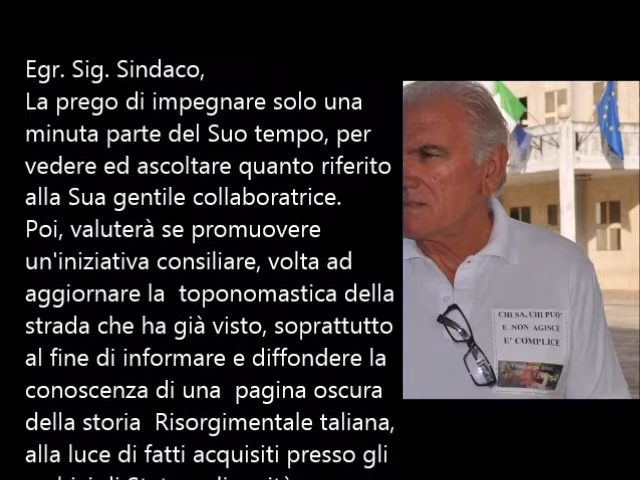 Egr. Sig. Sindaco,
La prego di impegnare solo una
minuta parte del Suo tempo, per
vedere ed ascoltare quanto riferito
alla Sua gentile collaboratrice.
Poi, valuterà se promuovere
un'iniziativa consiliare, volta ad
aggiornare la  toponomastica della
strada che ha già visto, soprattutto
al fine di informare e diffondere la
conoscenza di una  pagina oscura
della storia  Risorgimentale taliana,
alla luce di fatti acquisiti presso gli
CHI SA, CHI PUO'
E NON AGISCE
E' COMPLICE